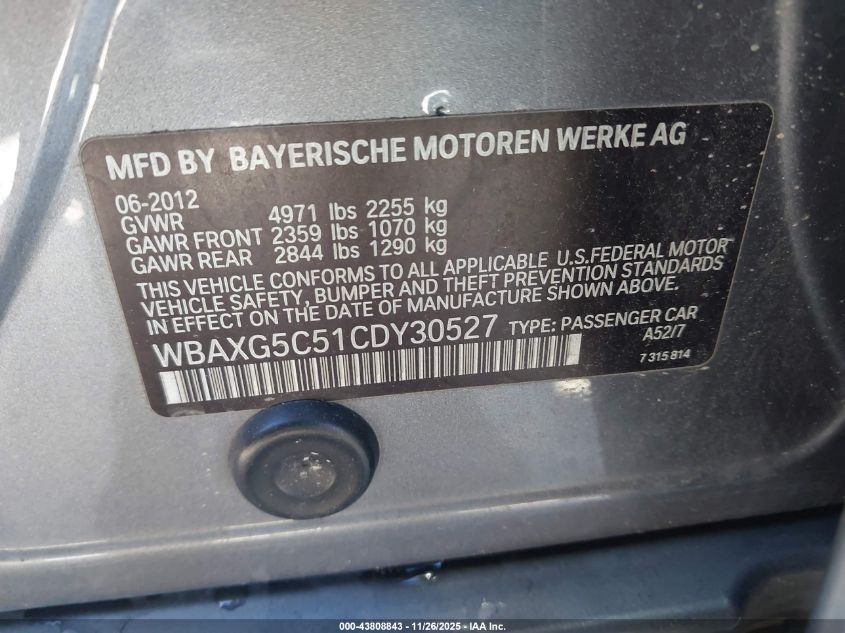 MFD BY BAYERISCHE MOTOREN WERKE AG
06-2012
GVWR 4971 lbs 2255 kg
GAWR FRONT 2359 lbs 1070 kg
GAWR REAR 2844 lbs 1290 kg
THIS VEHICLE CONFORMS TO ALL APPLICABLE U.S.FEDERAL MOTOR
VEHICLE SAFETY, BUMPER AND THEFT PREVENTION STANDARDS
IN EFFECT ON THE DATE OF MANUFACTURE SHOWN ABOVE.
WBAXG5C51CDY30527 TYPE: PASSENGER CAR
A52/7
7 315 814
000-43808843 - 11/26/2025 - IAAI.COM